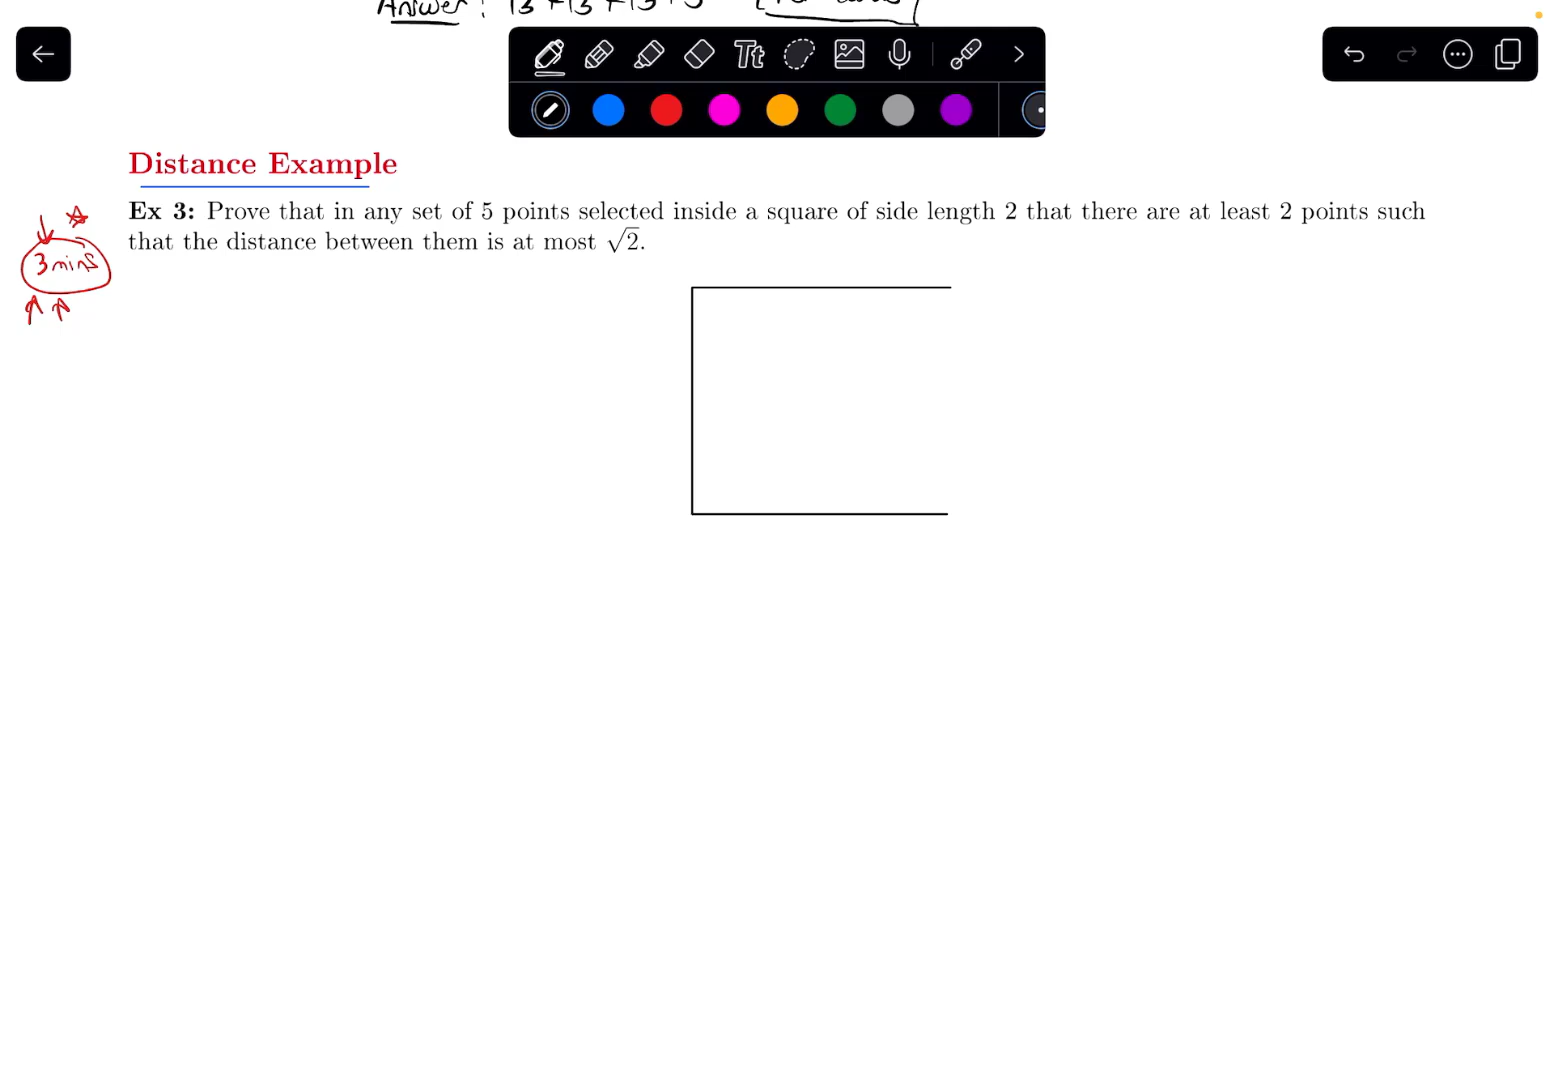 Answer:
Tt
Distance Example
Ex 3: Prove that in any set of 5 points selected inside a square of side length 2 that there are at least 2 points such
that the distance between them is at most √2.
3 mins